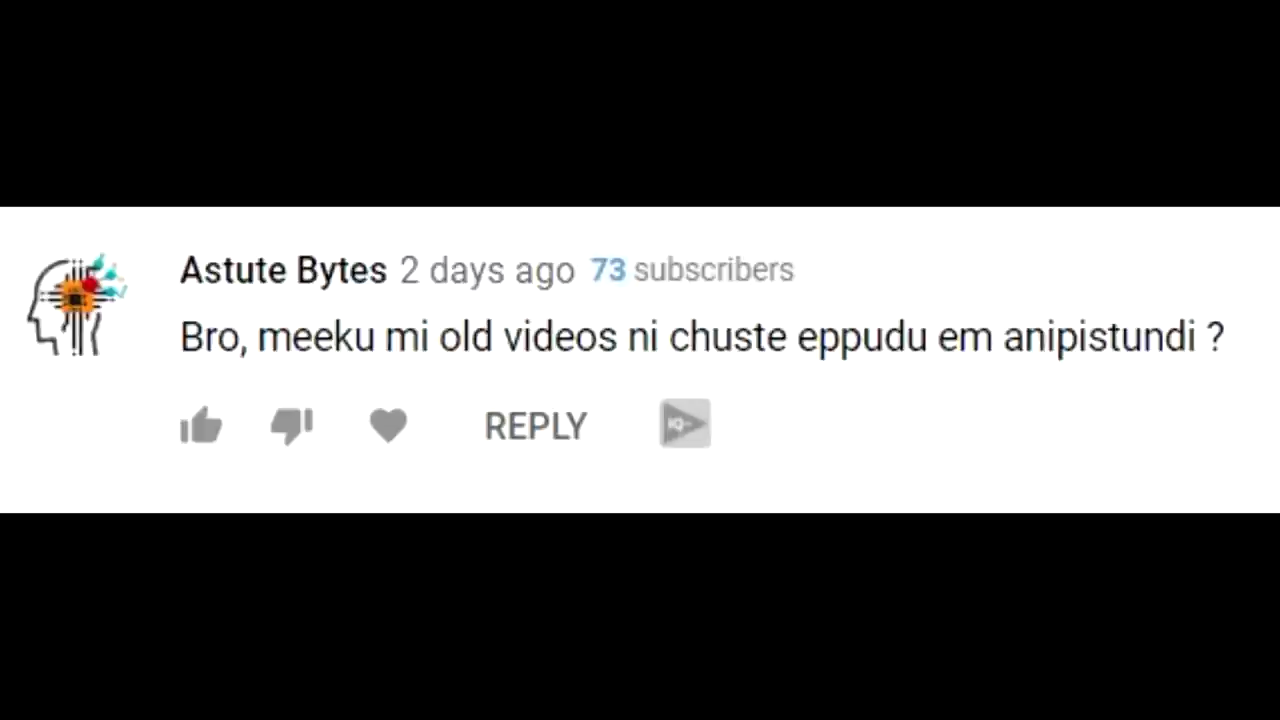 Astute Bytes 2 days ago 73 subscribers
Bro, meeku mi old videos ni chuste eppudu em anipistundi ?
REPLY